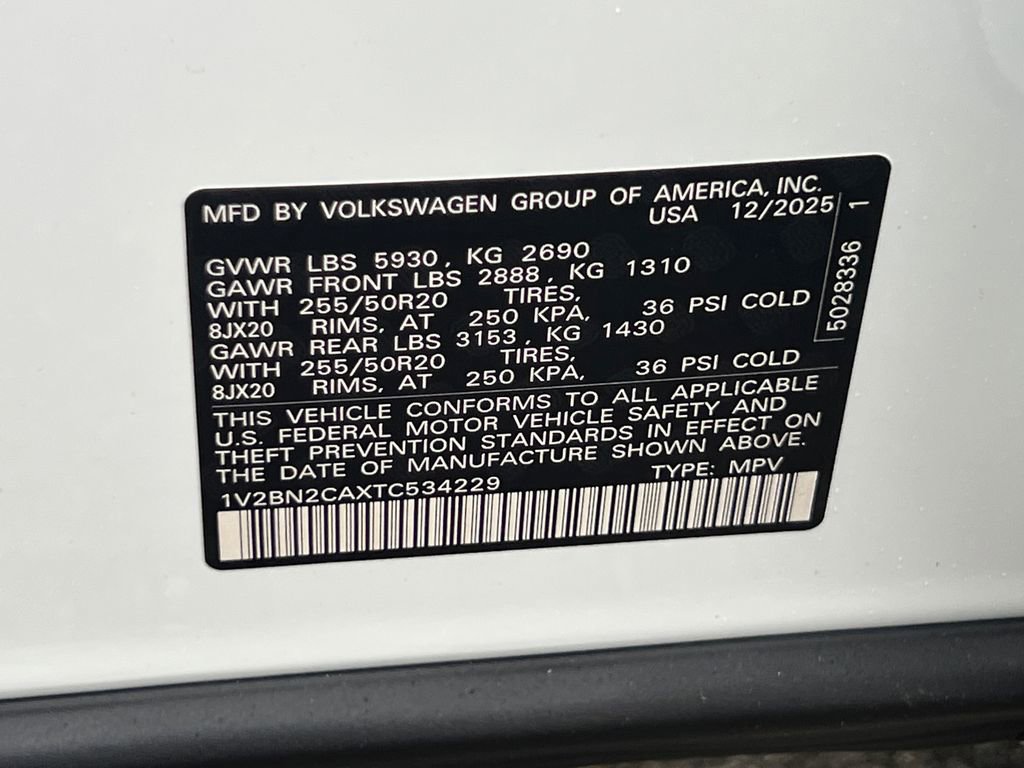 MFD BY VOLKSWAGEN GROUP OF AMERICA, INC.
USA 12/2025
GVWR LBS 5930, KG 2690
GAWR FRONT LBS 2888, KG 1310
WITH 255/50R20 TIRES,
8JX20 RIMS, AT 250 KPA, 36 PSI COLD
GAWR REAR LBS 3153, KG 1430
WITH 255/50R20 TIRES,
8JX20 RIMS, AT 250 KPA, 36 PSI COLD
THIS VEHICLE CONFORMS TO ALL APPLICABLE
U.S. FEDERAL MOTOR VEHICLE SAFETY AND
THEFT PREVENTION STANDARDS IN EFFECT ON
THE DATE OF MANUFACTURE SHOWN ABOVE.
1V2BN2CAXTC534229 TYPE: MPV
5028336 1